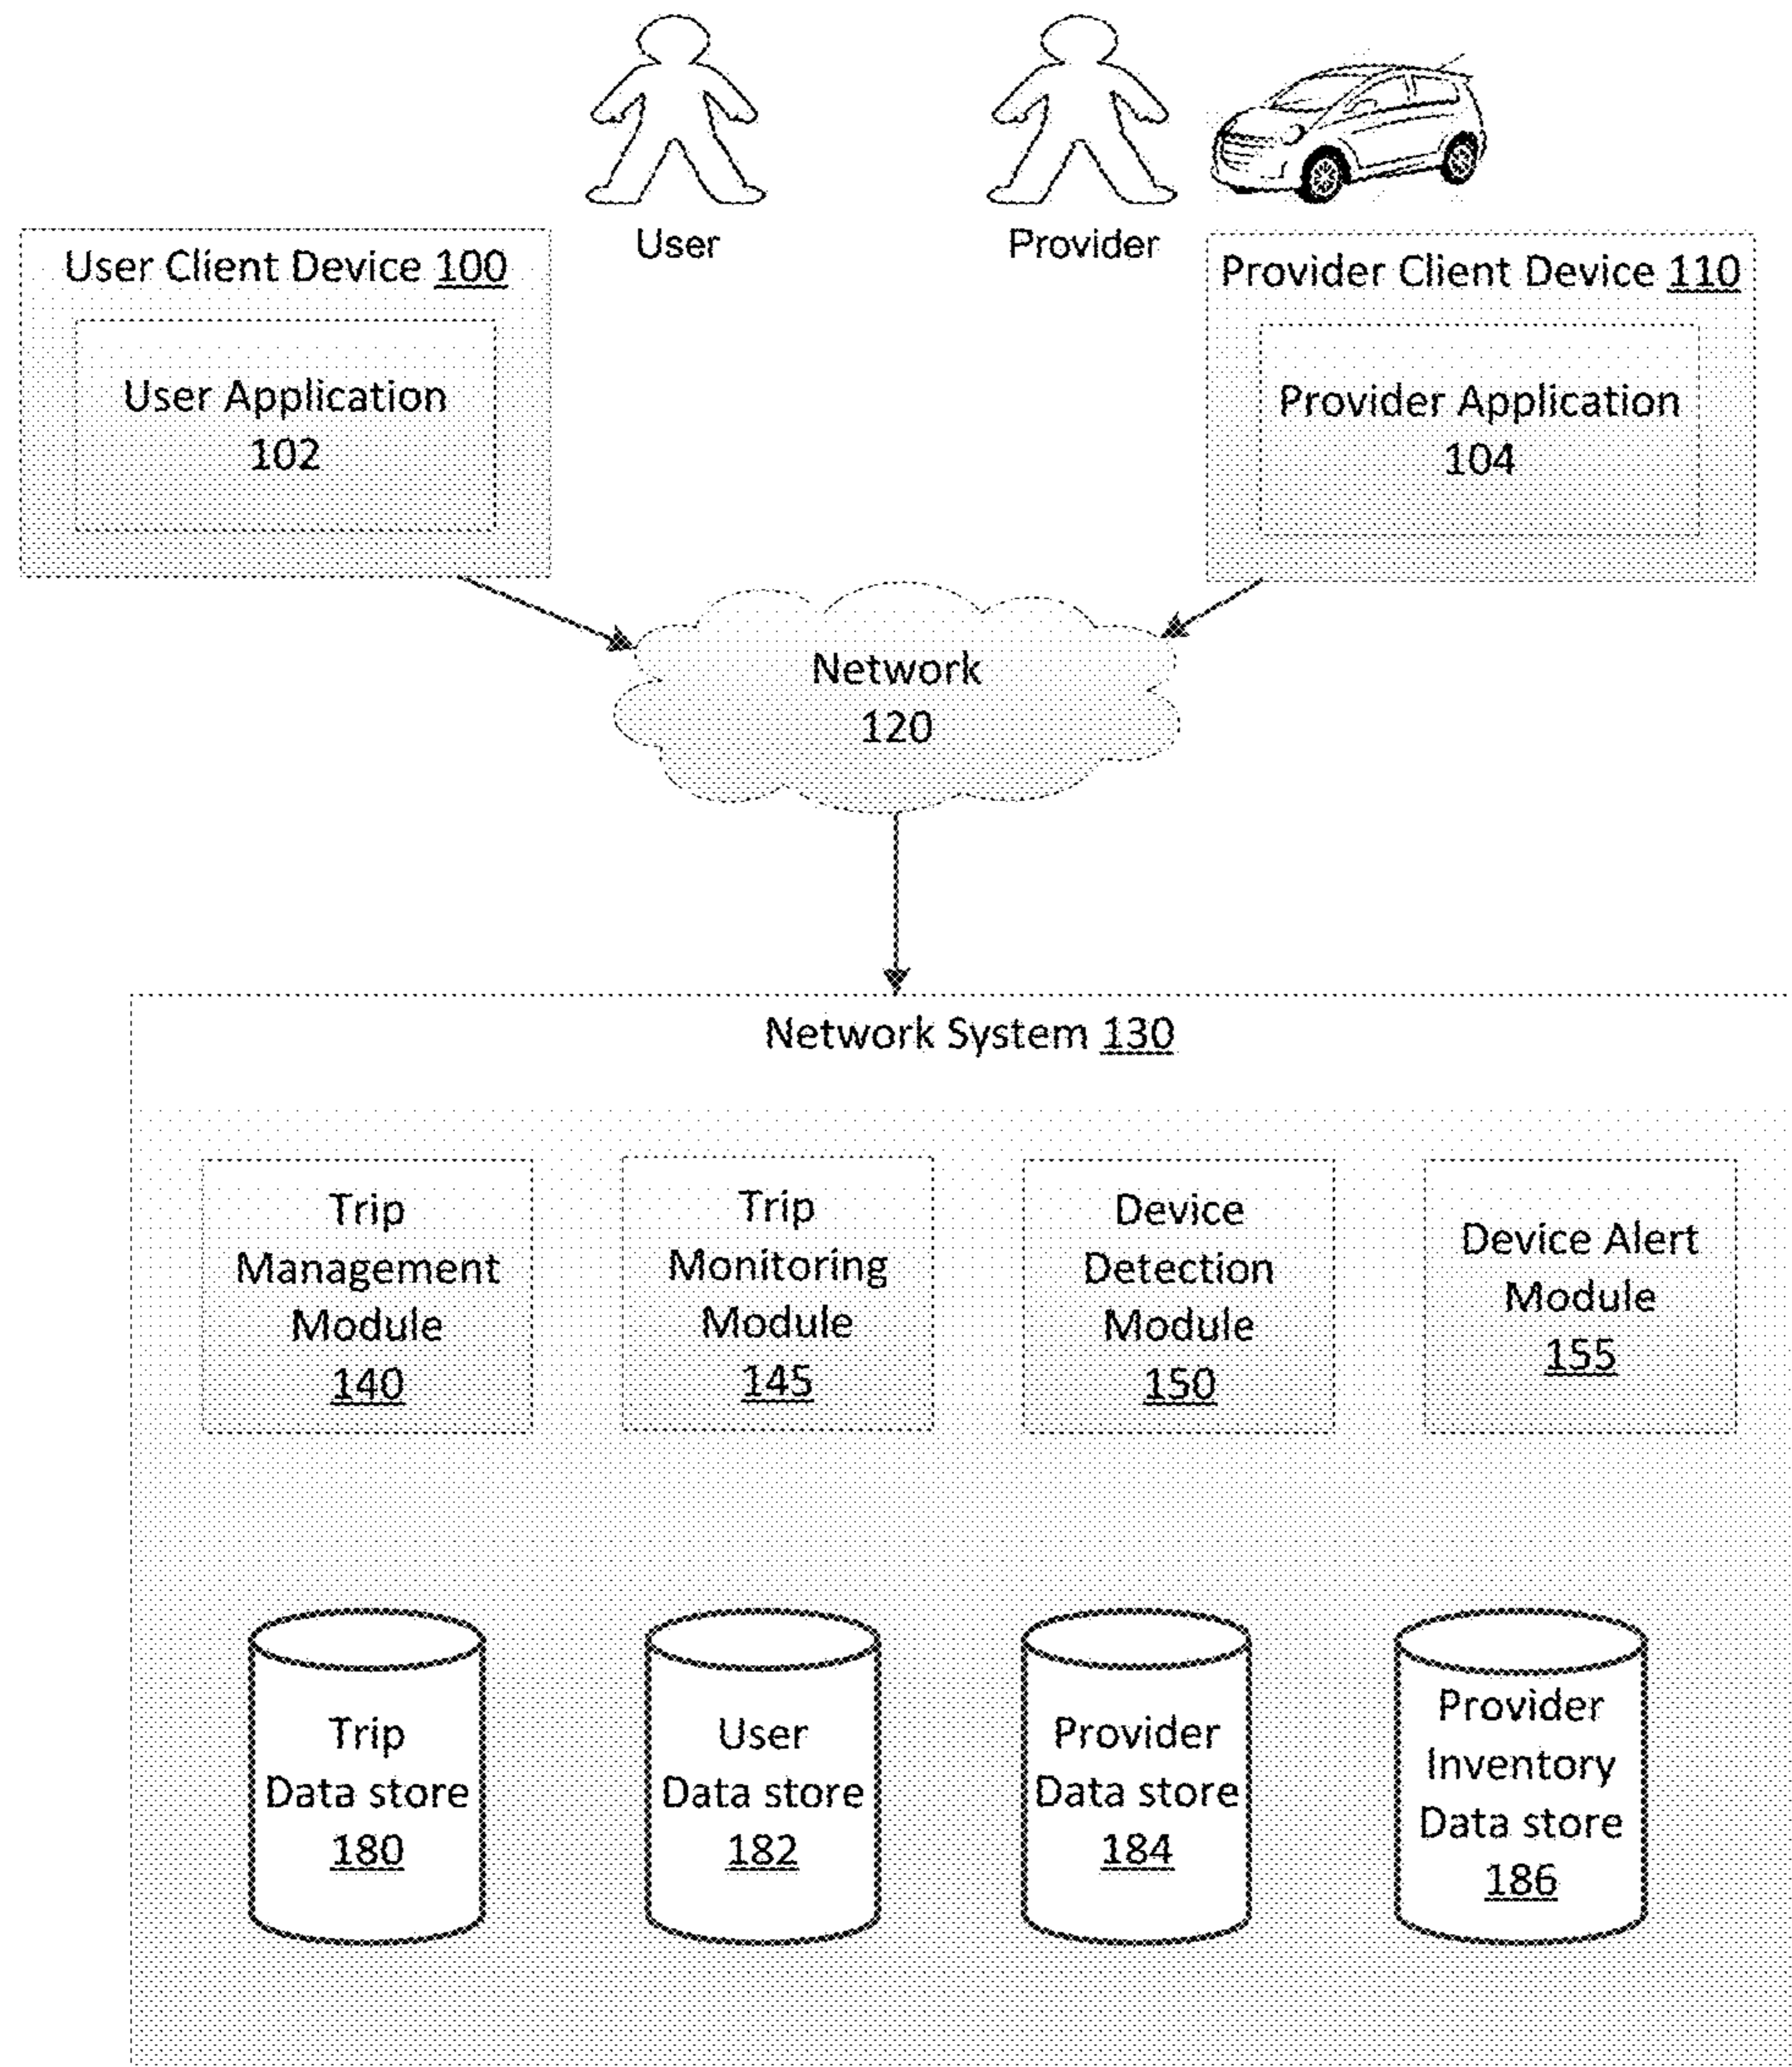 User
Provider
User Client Device 100
User Application
102
Provider Client Device 110
Provider Application
104
Network
120
Network System 130
Trip
Management
Module
140
Trip
Monitoring
Module
145
Device
Detection
Module
150
Device Alert
Module
155
Trip
Data store
180
User
Data store
182
Provider
Data store
184
Provider
Inventory
Data store
186